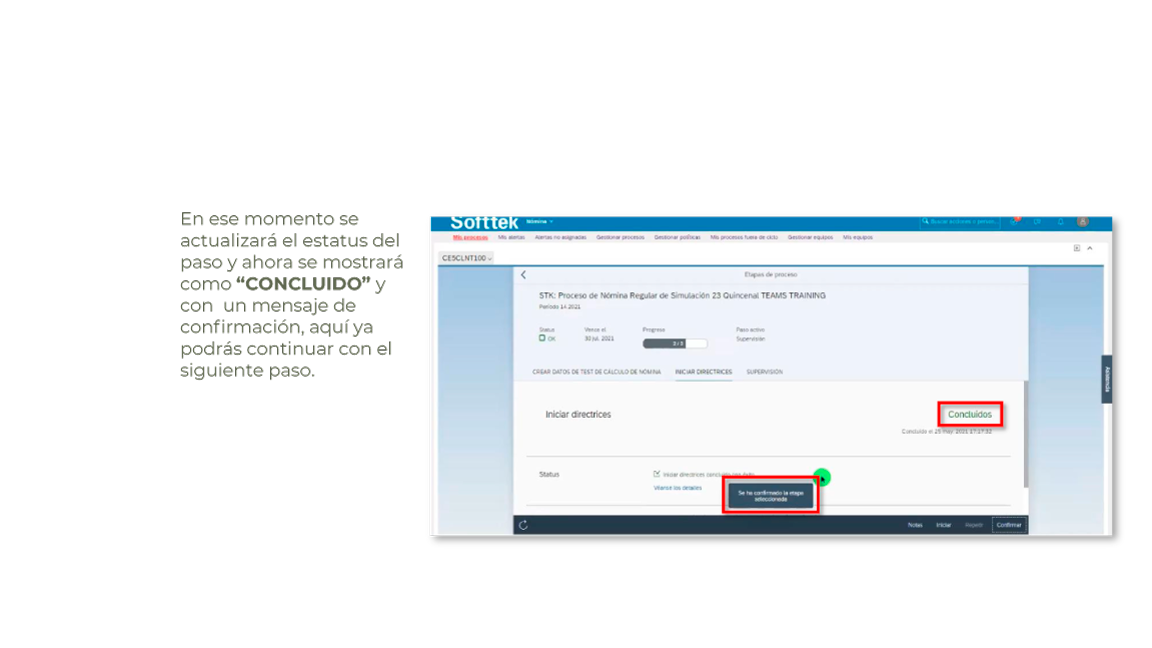 En ese momento se
actualizará el estatus del
paso y ahora se mostrará
como “CONCLUIDO” y
con un mensaje de
confirmación, aquí ya
podrás continuar con el
siguiente paso.
Softtek Nómina
Mis procesos Mis alertas Alertas no asignadas Gestionar procesos Gestionar políticas Mis procesos fuera de ciclo Gestionar equipos Mis equipos
CE5CLNT100
Etapas de proceso
STK: Proceso de Nómina Regular de Simulación 23 Quincenal TEAMS TRAINING
Período 14.2021
Status Vence el Progreso Paso activo
OK 30 jul. 2021 2/3 Supervisión
CREAR DATOS DE TEST DE CÁLCULO DE NÓMINA INICIAR DIRECTRICES SUPERVISIÓN
Asistencia
Iniciar directrices Concluidos
Concluido el 25 may. 2021 17:17:32
Status Iniciar directrices concluido
los detalles
Se ha confirmado la etapa
seleccionada
Notas Iniciar Repetir Confirmar